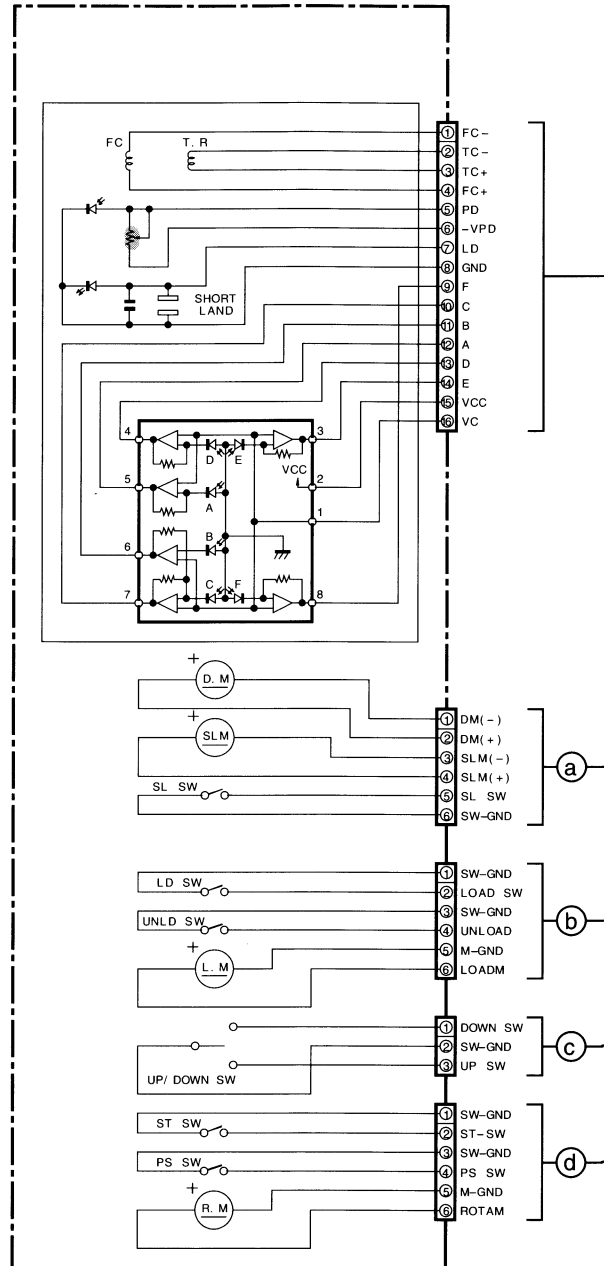 FC T. R
① FC-
② TC-
③ TC+
④ FC+
⑤ PD
⑥ -VPD
⑦ LD
⑧ GND
SHORT
LAND
⑨ F
⑩ C
⑪ B
⑫ A
⑬ D
⑭ E
⑮ VCC
⑯ VC
4 3
D E
VCC
5 2
A
1
B
6
C F
7 8
+
D. M
① DM(-)
② DM(+)
+
SLM
③ SLM(-)
④ SLM(+)
SL SW
⑤ SL SW
⑥ SW-GND
a
① SW-GND
LD SW
② LOAD SW
③ SW-GND
UNLD SW
④ UNLOAD
+
L. M
⑤ M-GND
⑥ LOADM
b
① DOWN SW
② SW-GND
③ UP SW
UP/DOWN SW
c
① SW-GND
ST SW
② ST-SW
③ SW-GND
PS SW
④ PS SW
+
R. M
⑤ M-GND
⑥ ROTAM
d